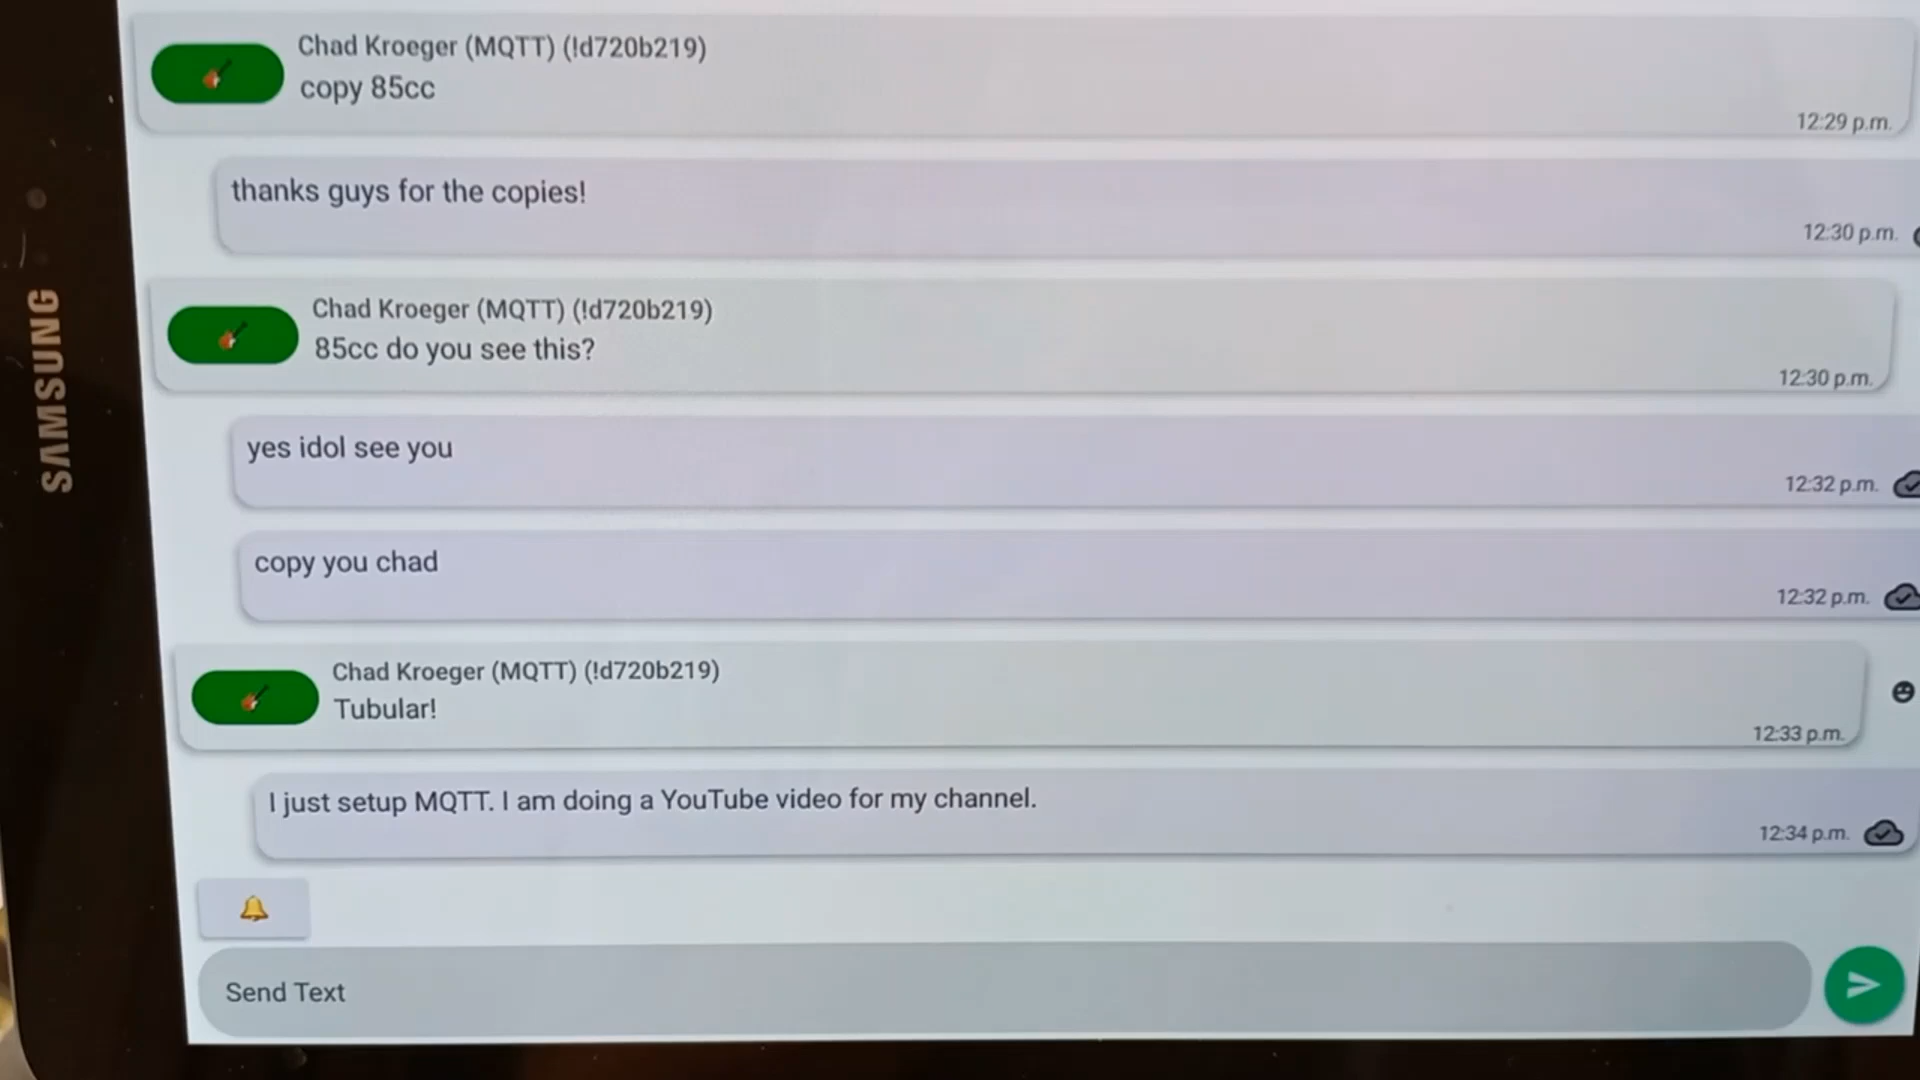 Chad Kroeger (MQTT) (!d720b219)
copy 85cc
12:29 p.m.
thanks guys for the copies!
12:30 p.m.
Chad Kroeger (MQTT) (!d720b219)
85cc do you see this?
12:30 p.m.
yes idol see you
12:32 p.m.
copy you chad
12:32 p.m.
Chad Kroeger (MQTT) (!d720b219)
Tubular!
12:33 p.m.
I just setup MQTT. I am doing a YouTube video for my channel.
12:34 p.m.
Send Text
SAMSUNG